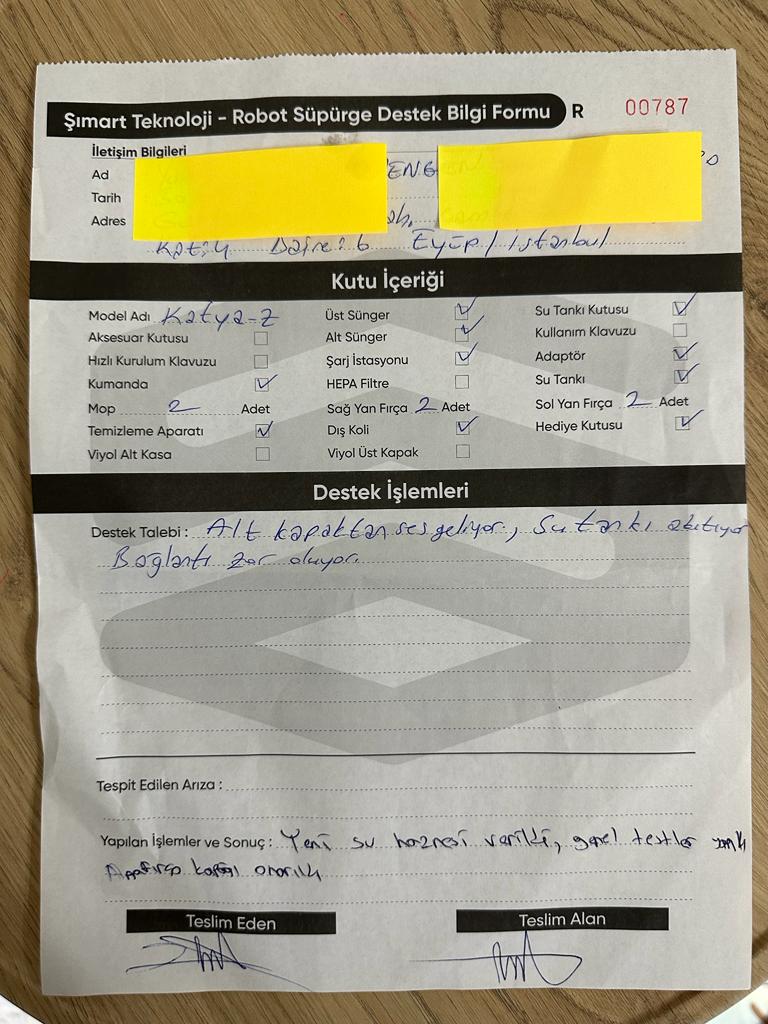 Şımart Teknoloji - Robot Süpürge Destek Bilgi Formu R 00787
İletişim Bilgileri
Ad
Tarih
Adres
Kat:4 Daire: 6 Eyüp / İstanbul
Kutu İçeriği
Model Adı Katya-Z Üst Sünger Su Tankı Kutusu
Aksesuar Kutusu Alt Sünger Kullanım Klavuzu
Hızlı Kurulum Klavuzu Şarj İstasyonu Adaptör
Kumanda HEPA Filtre Su Tankı
Mop 2 Adet Sağ Yan Fırça 2 Adet Sol Yan Fırça 2 Adet
Temizleme Aparatı Dış Koli Hediye Kutusu
Viyol Alt Kasa Viyol Üst Kapak
Destek İşlemleri
Destek Talebi : Alt kapaktan ses geliyor, Su tankı akıtıyor
Bağlantı zor oluyor.
Tespit Edilen Arıza :
Yapılan İşlemler ve Sonuç : Yeni su haznesi verildi, genel testler
onarıldı
Teslim Eden Teslim Alan